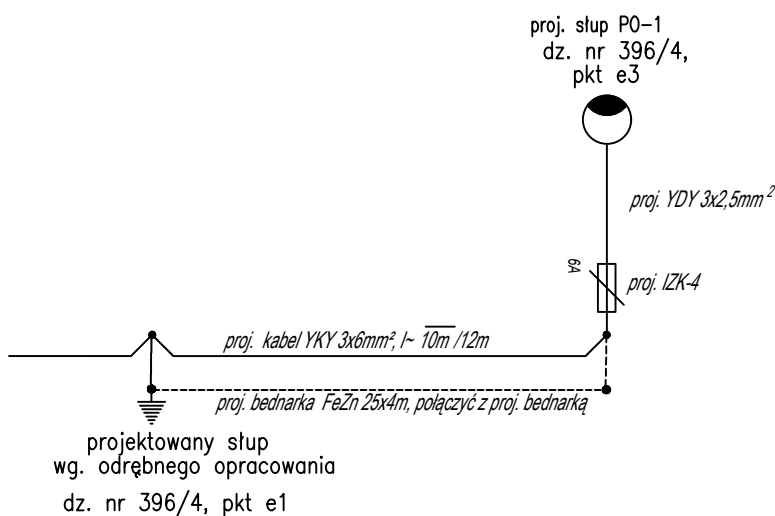 proj. słup PO-1
dz. nr 396/4,
pkt e3
proj. YDY 3x2,5mm²
6A
proj. IZK-4
proj. kabel YKY 3x6mm², l~ 10m /12m
proj. bednarka FeZn 25x4m, połączyć z proj. bednarką
projektowany słup
wg. odrębnego opracowania
dz. nr 396/4, pkt e1